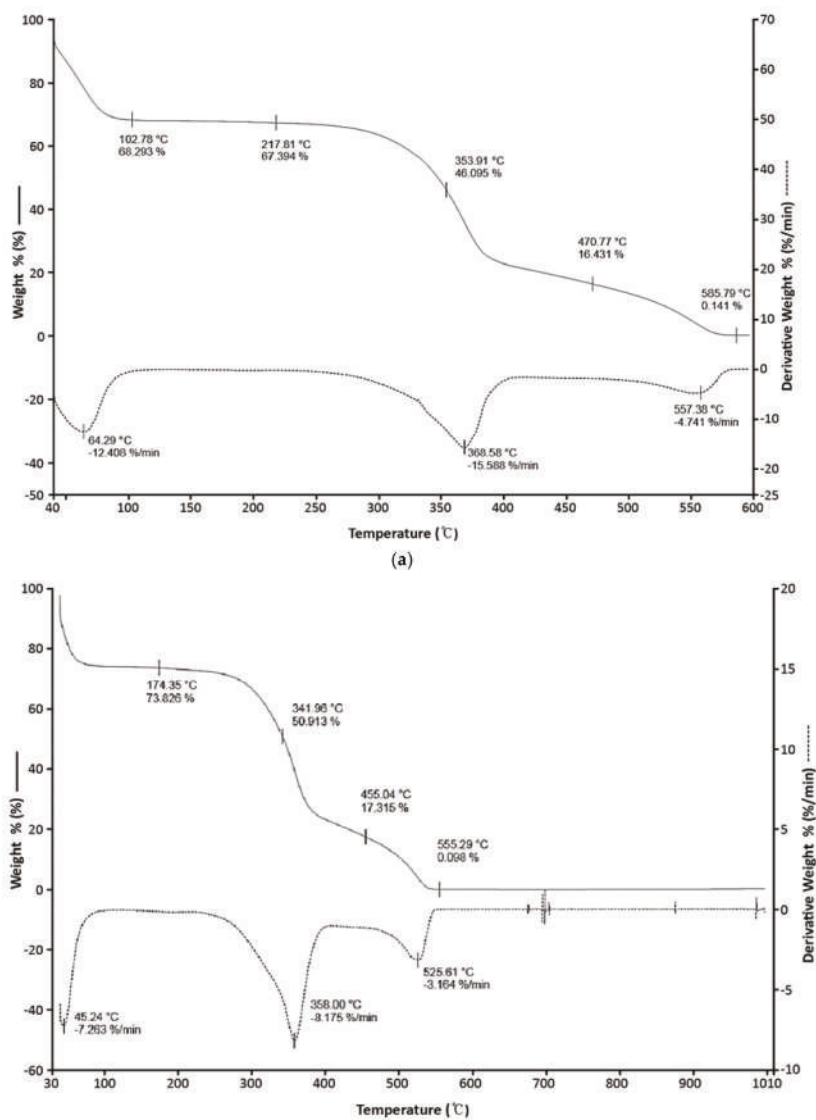 100
80
60
40
20
0
-20
-40
-50
70
60
50
40
30
20
10
0
-10
-20
-25
Weight % (%)
Derivative Weight % (%/min)
102.78 °C
68.293 %
217.81 °C
67.394 %
353.91 °C
46.095 %
470.77 °C
16.431 %
585.79 °C
0.141 %
64.29 °C
-12.408 %/min
368.58 °C
-15.588 %/min
557.38 °C
-4.741 %/min
40 100 150 200 250 300 350 400 450 500 550 600
Temperature (℃)
(a)
100
80
60
40
20
0
-20
-40
-60
20
15
10
5
0
-5
-10
Weight % (%)
Derivative Weight % (%/min)
174.35 °C
73.826 %
341.96 °C
50.913 %
455.04 °C
17.315 %
555.29 °C
0.098 %
45.24 °C
-7.263 %/min
358.00 °C
-8.175 %/min
525.61 °C
-3.164 %/min
30 100 200 300 400 500 600 700 800 900 1010
Temperature (℃)